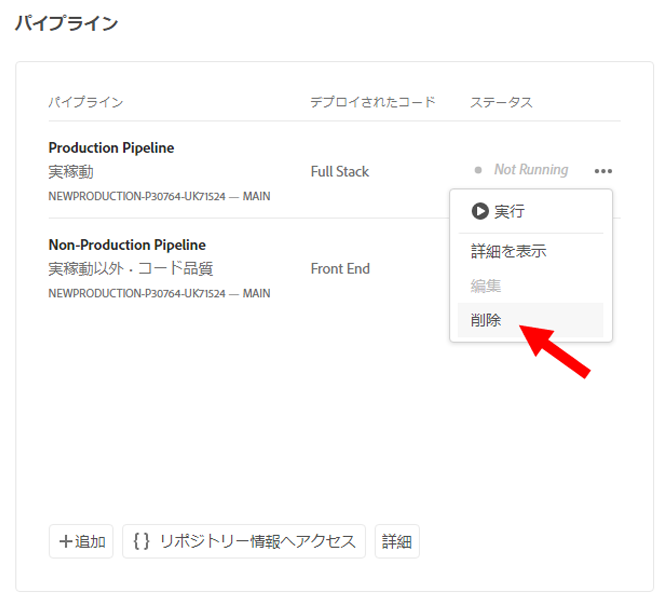 パイプライン
パイプライン デプロイされたコード ステータス
Production Pipeline
実稼動 Full Stack Not Running
NEWPRODUCTION-P30764-UK71524 — MAIN
実行
Non-Production Pipeline
詳細を表示
実稼動以外・コード品質 Front End
編集
NEWPRODUCTION-P30764-UK71524 — MAIN
削除
追加 {} リポジトリー情報へアクセス 詳細